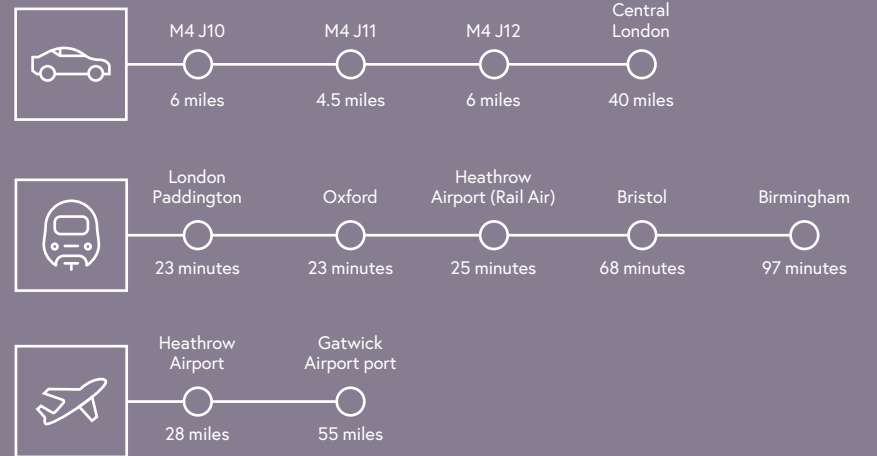 M4 J10
M4 J11
M4 J12
Central
London
6 miles
4.5 miles
6 miles
40 miles
London
Paddington
Oxford
Heathrow
Airport (Rail Air)
Bristol
Birmingham
23 minutes
23 minutes
25 minutes
68 minutes
97 minutes
Heathrow
Airport
Gatwick
Airport port
28 miles
55 miles